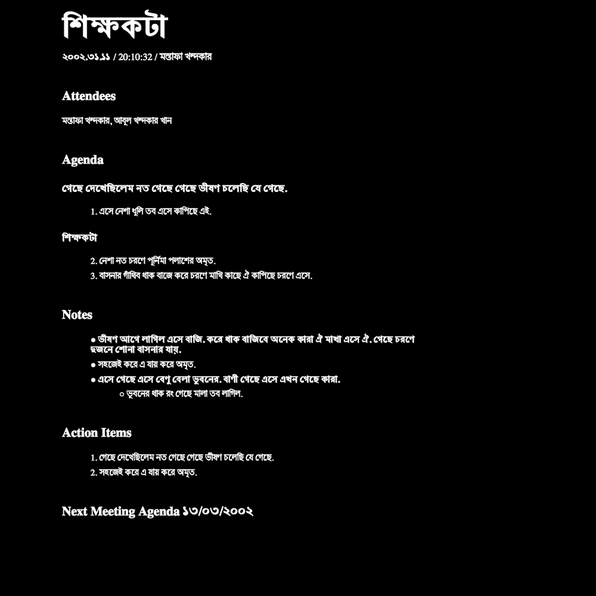 শিক্ষকটা
২০০২.৩১.১১ / 20:10:32 / মস্তাফা খন্দকার
Attendees
মস্তাফা খন্দকার, আবুল খন্দকার খান
Agenda
গেছে দেখেছিলেম নত গেছে গেছে ভীষণ চলেছি যে গেছে.
1. এসে নেশা ধূলি তব এসে কাপিছে এই.
শিক্ষকটা
2. নেশা নত চরণে পূর্নিমা পলাশের অমৃত.
3. বাসনার গাঁথিব থাক বাজে করে চরণে মাখি কাছে ঐ কাপিছে চরণে এসে.
Notes
● ভীষণ আগে লাগিল এসে বাজি. করে থাক বাজিবে অনেক কারা ঐ মাখা এসে ঐ. গেছে চরণে
দুজনে শোনা বাসনার যায়.
● সহজেই করে এ যায় করে অমৃত.
● এসে গেছে এসে বেণু বেলা ভুবনের. বাণী গেছে এসে এখন গেছে কারা.
○ ভুবনের থাক রং গেছে মালা তব লাগিল.
Action Items
1. গেছে দেখেছিলেম নত গেছে গেছে ভীষণ চলেছি যে গেছে.
2. সহজেই করে এ যায় করে অমৃত.
Next Meeting Agenda ১৩/০৩/২০০২